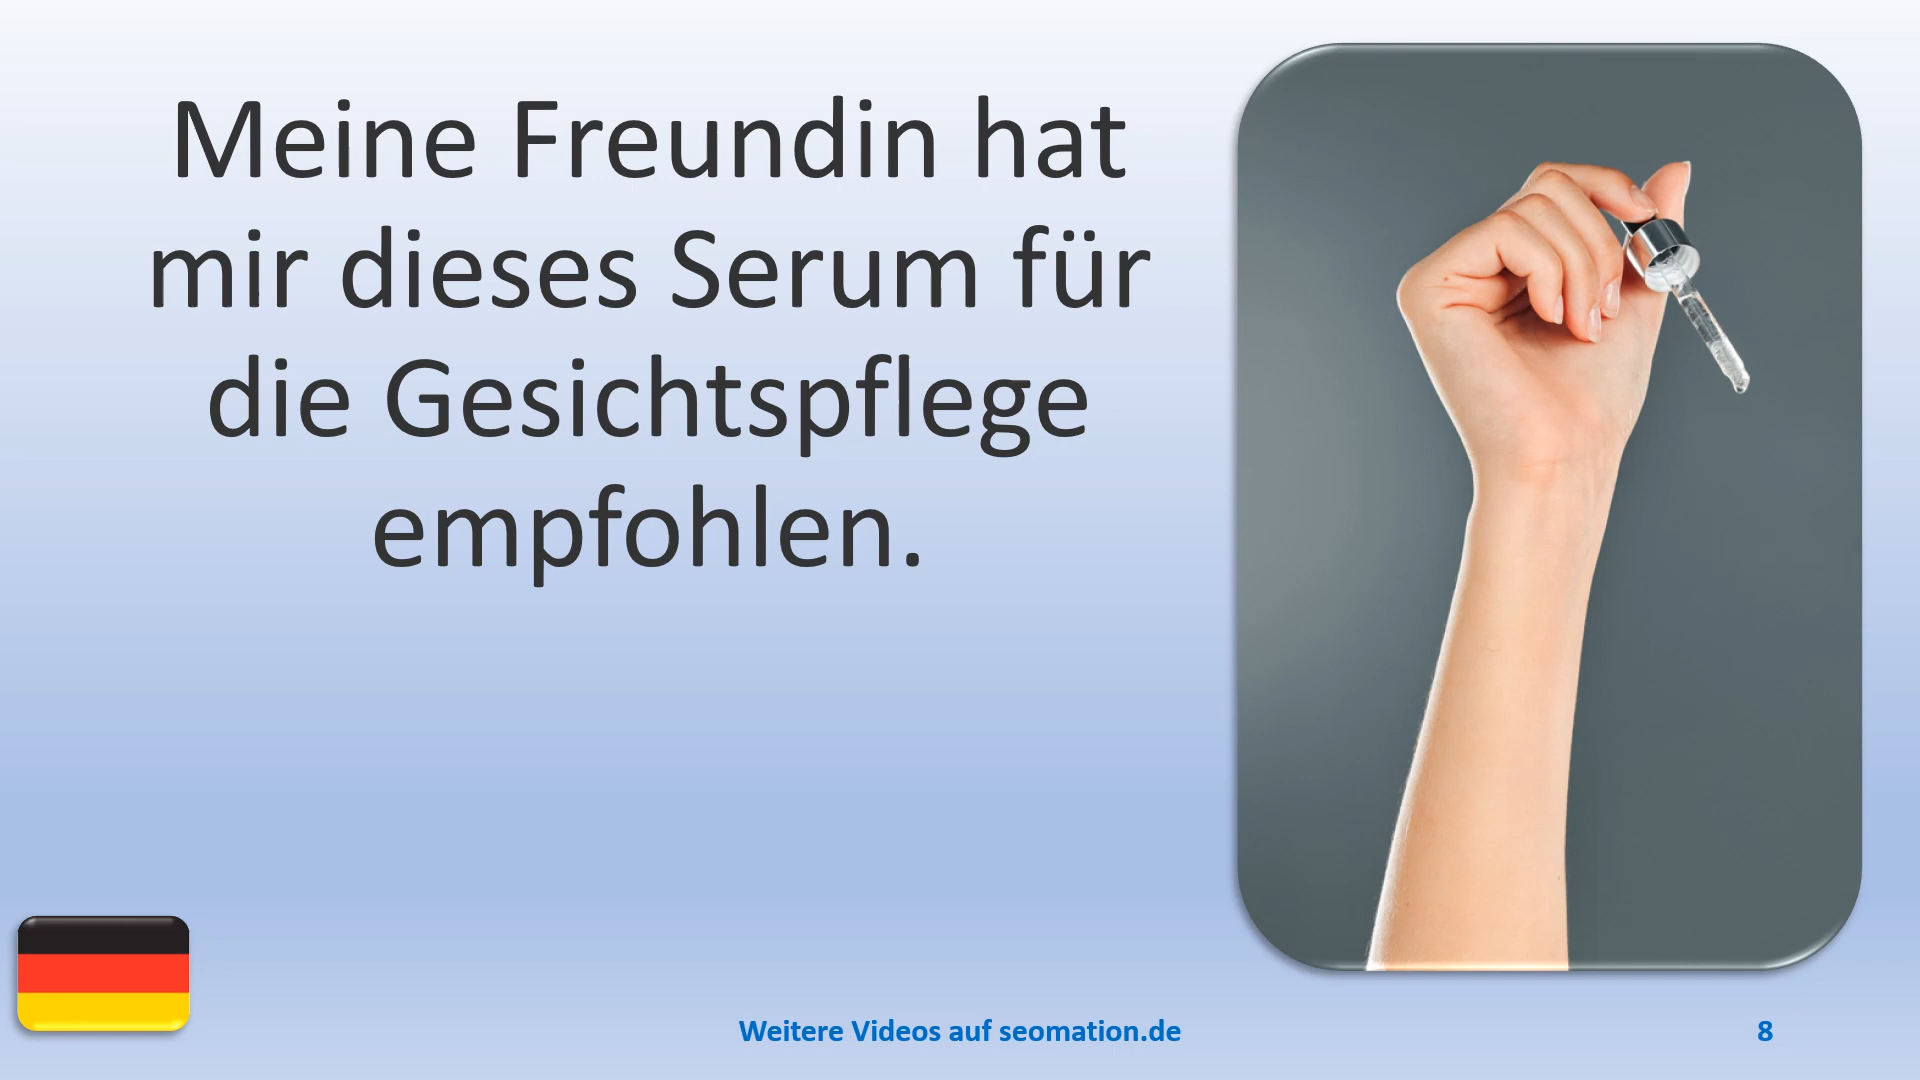 Meine Freundin hat
mir dieses Serum für
die Gesichtspflege
empfohlen.
Weitere Videos auf seomation.de
8